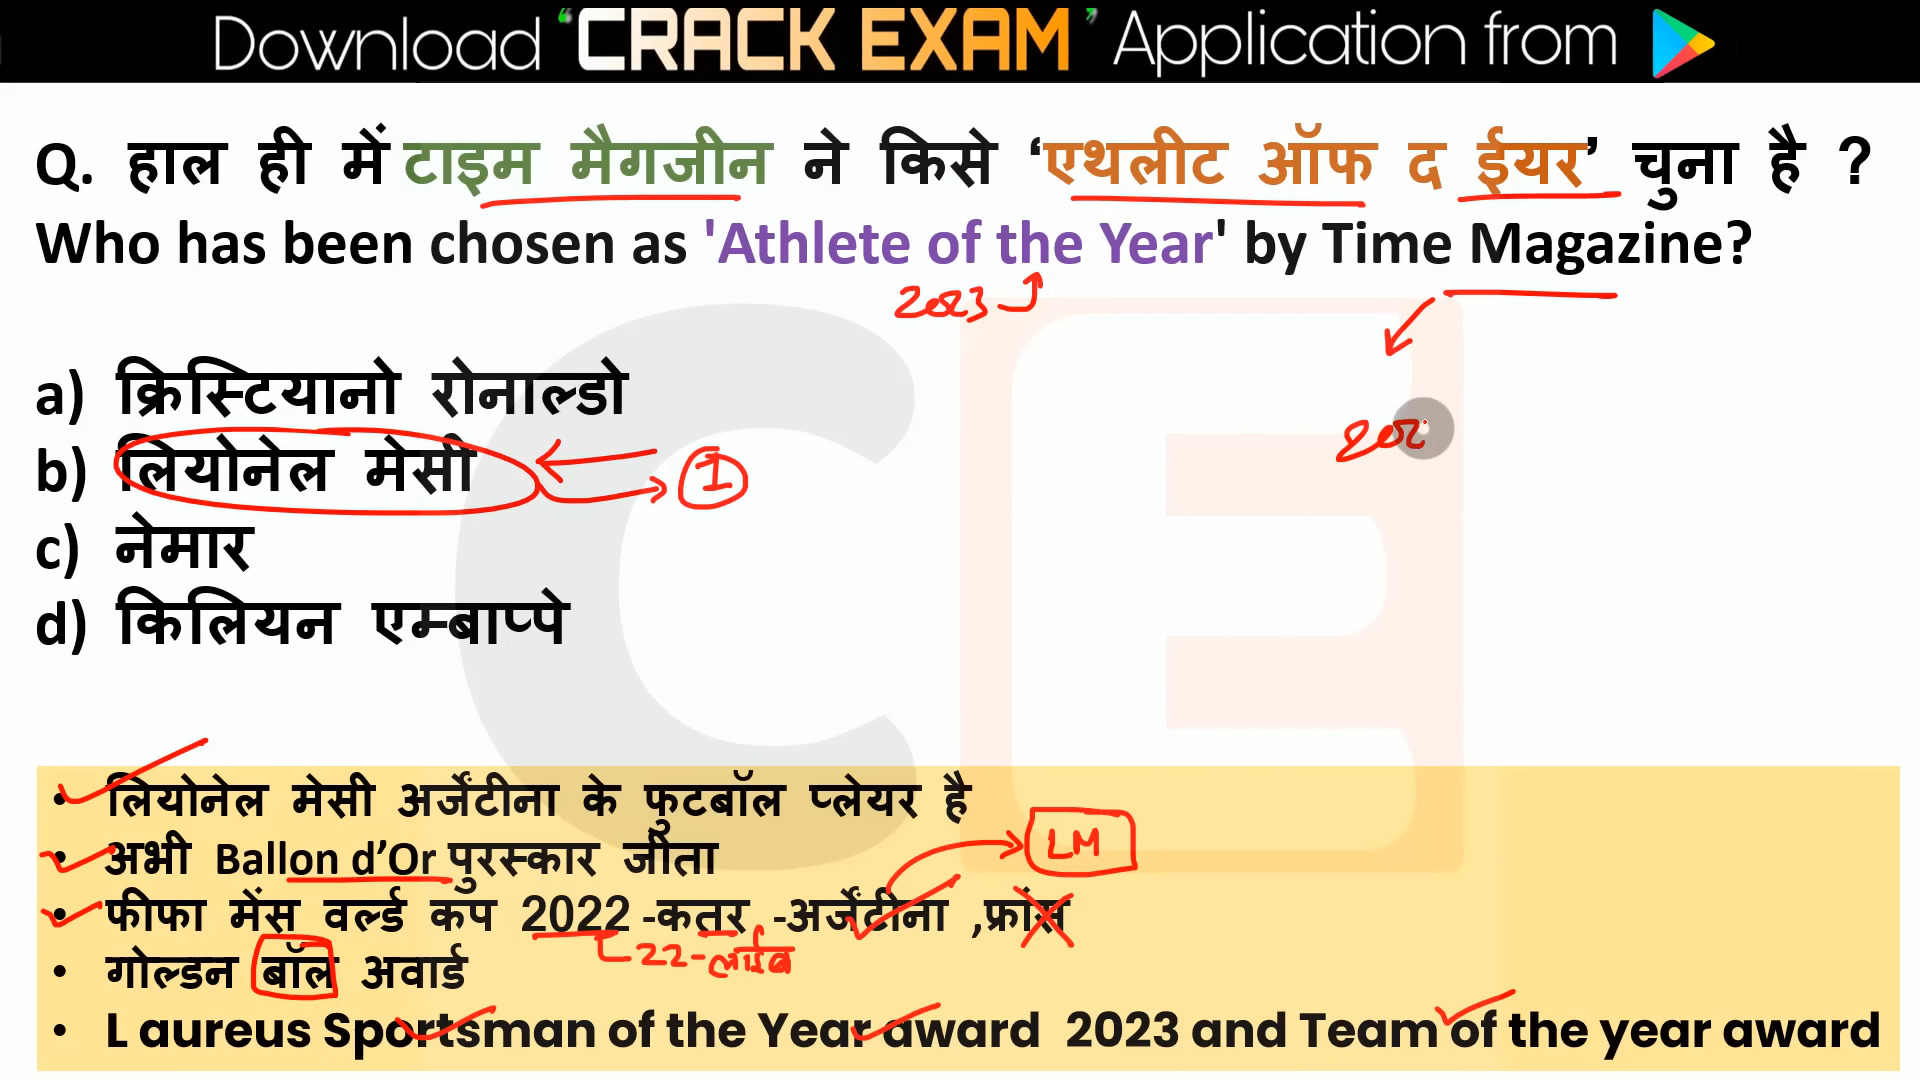 Download ‘CRACK EXAM’ Application from
Q. हाल ही में टाइम मैगजीन ने किसे ‘एथलीट ऑफ द ईयर’ चुना है ?
Who has been chosen as 'Athlete of the Year' by Time Magazine?
2023
a) क्रिस्टियानो रोनाल्डो
202
b) लियोनेल मेसी
I
c) नेमार
d) किलियन एम्बाप्पे
• लियोनेल मेसी अर्जेंटीना के फुटबॉल प्लेयर है
LM
• अभी Ballon d’Or पुरस्कार जीता
• फीफा मेंस वर्ल्ड कप 2022 -कतर -अर्जेंटीना ,फ्रांस
22-
• गोल्डन बॉल अवार्ड
• L aureus Sportsman of the Year award 2023 and Team of the year award
CE